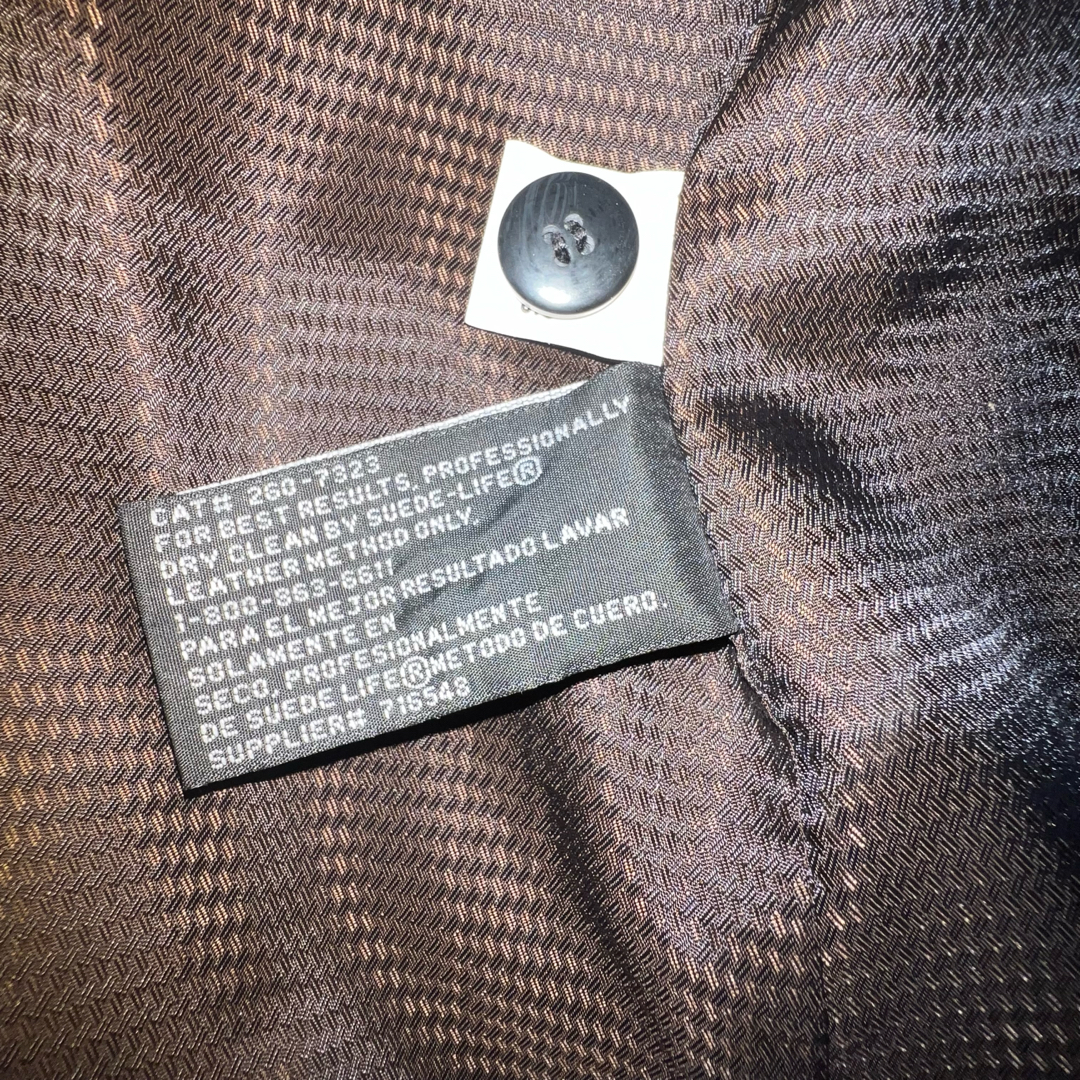 CAT# 260-7323
FOR BEST RESULTS, PROFESSIONALLY
DRY CLEAN BY SUEDE-LIFE®
LEATHER METHOD ONLY.
1-800-863-6611
PARA EL MEJOR RESULTADO LAVAR
SOLAMENTE EN
SECO, PROFESIONALMENTE
DE SUEDE LIFE® METODO DE CUERO.
SUPPLIER# 716548